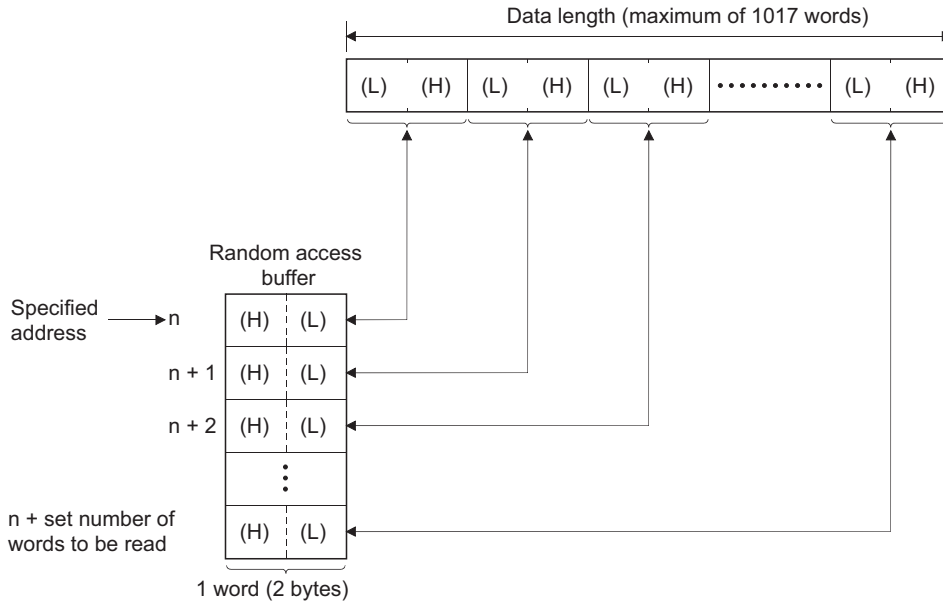 Data length (maximum of 1017 words)
(L) (H) (L) (H) (L) (H) (L) (H)
Random access
buffer
Specified
address
n (H) (L)
n + 1 (H) (L)
n + 2 (H) (L)
n + set number of
words to be read
(H) (L)
1 word (2 bytes)